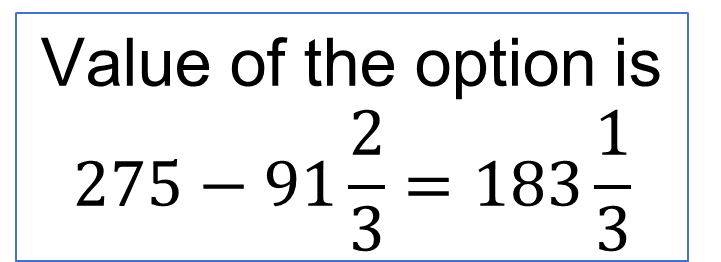 Value of the option is
275 − 91 2/3 = 183 1/3